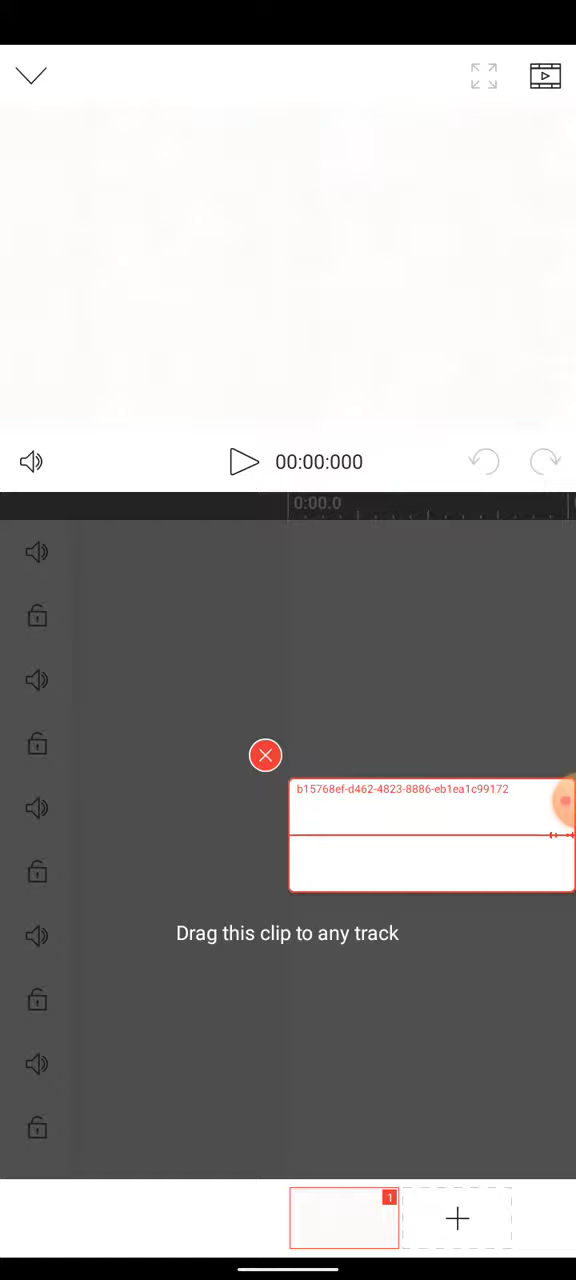 00:00:000
0:00.0
b15768ef-d462-4823-8886-eb1ea1c99172
Drag this clip to any track
1